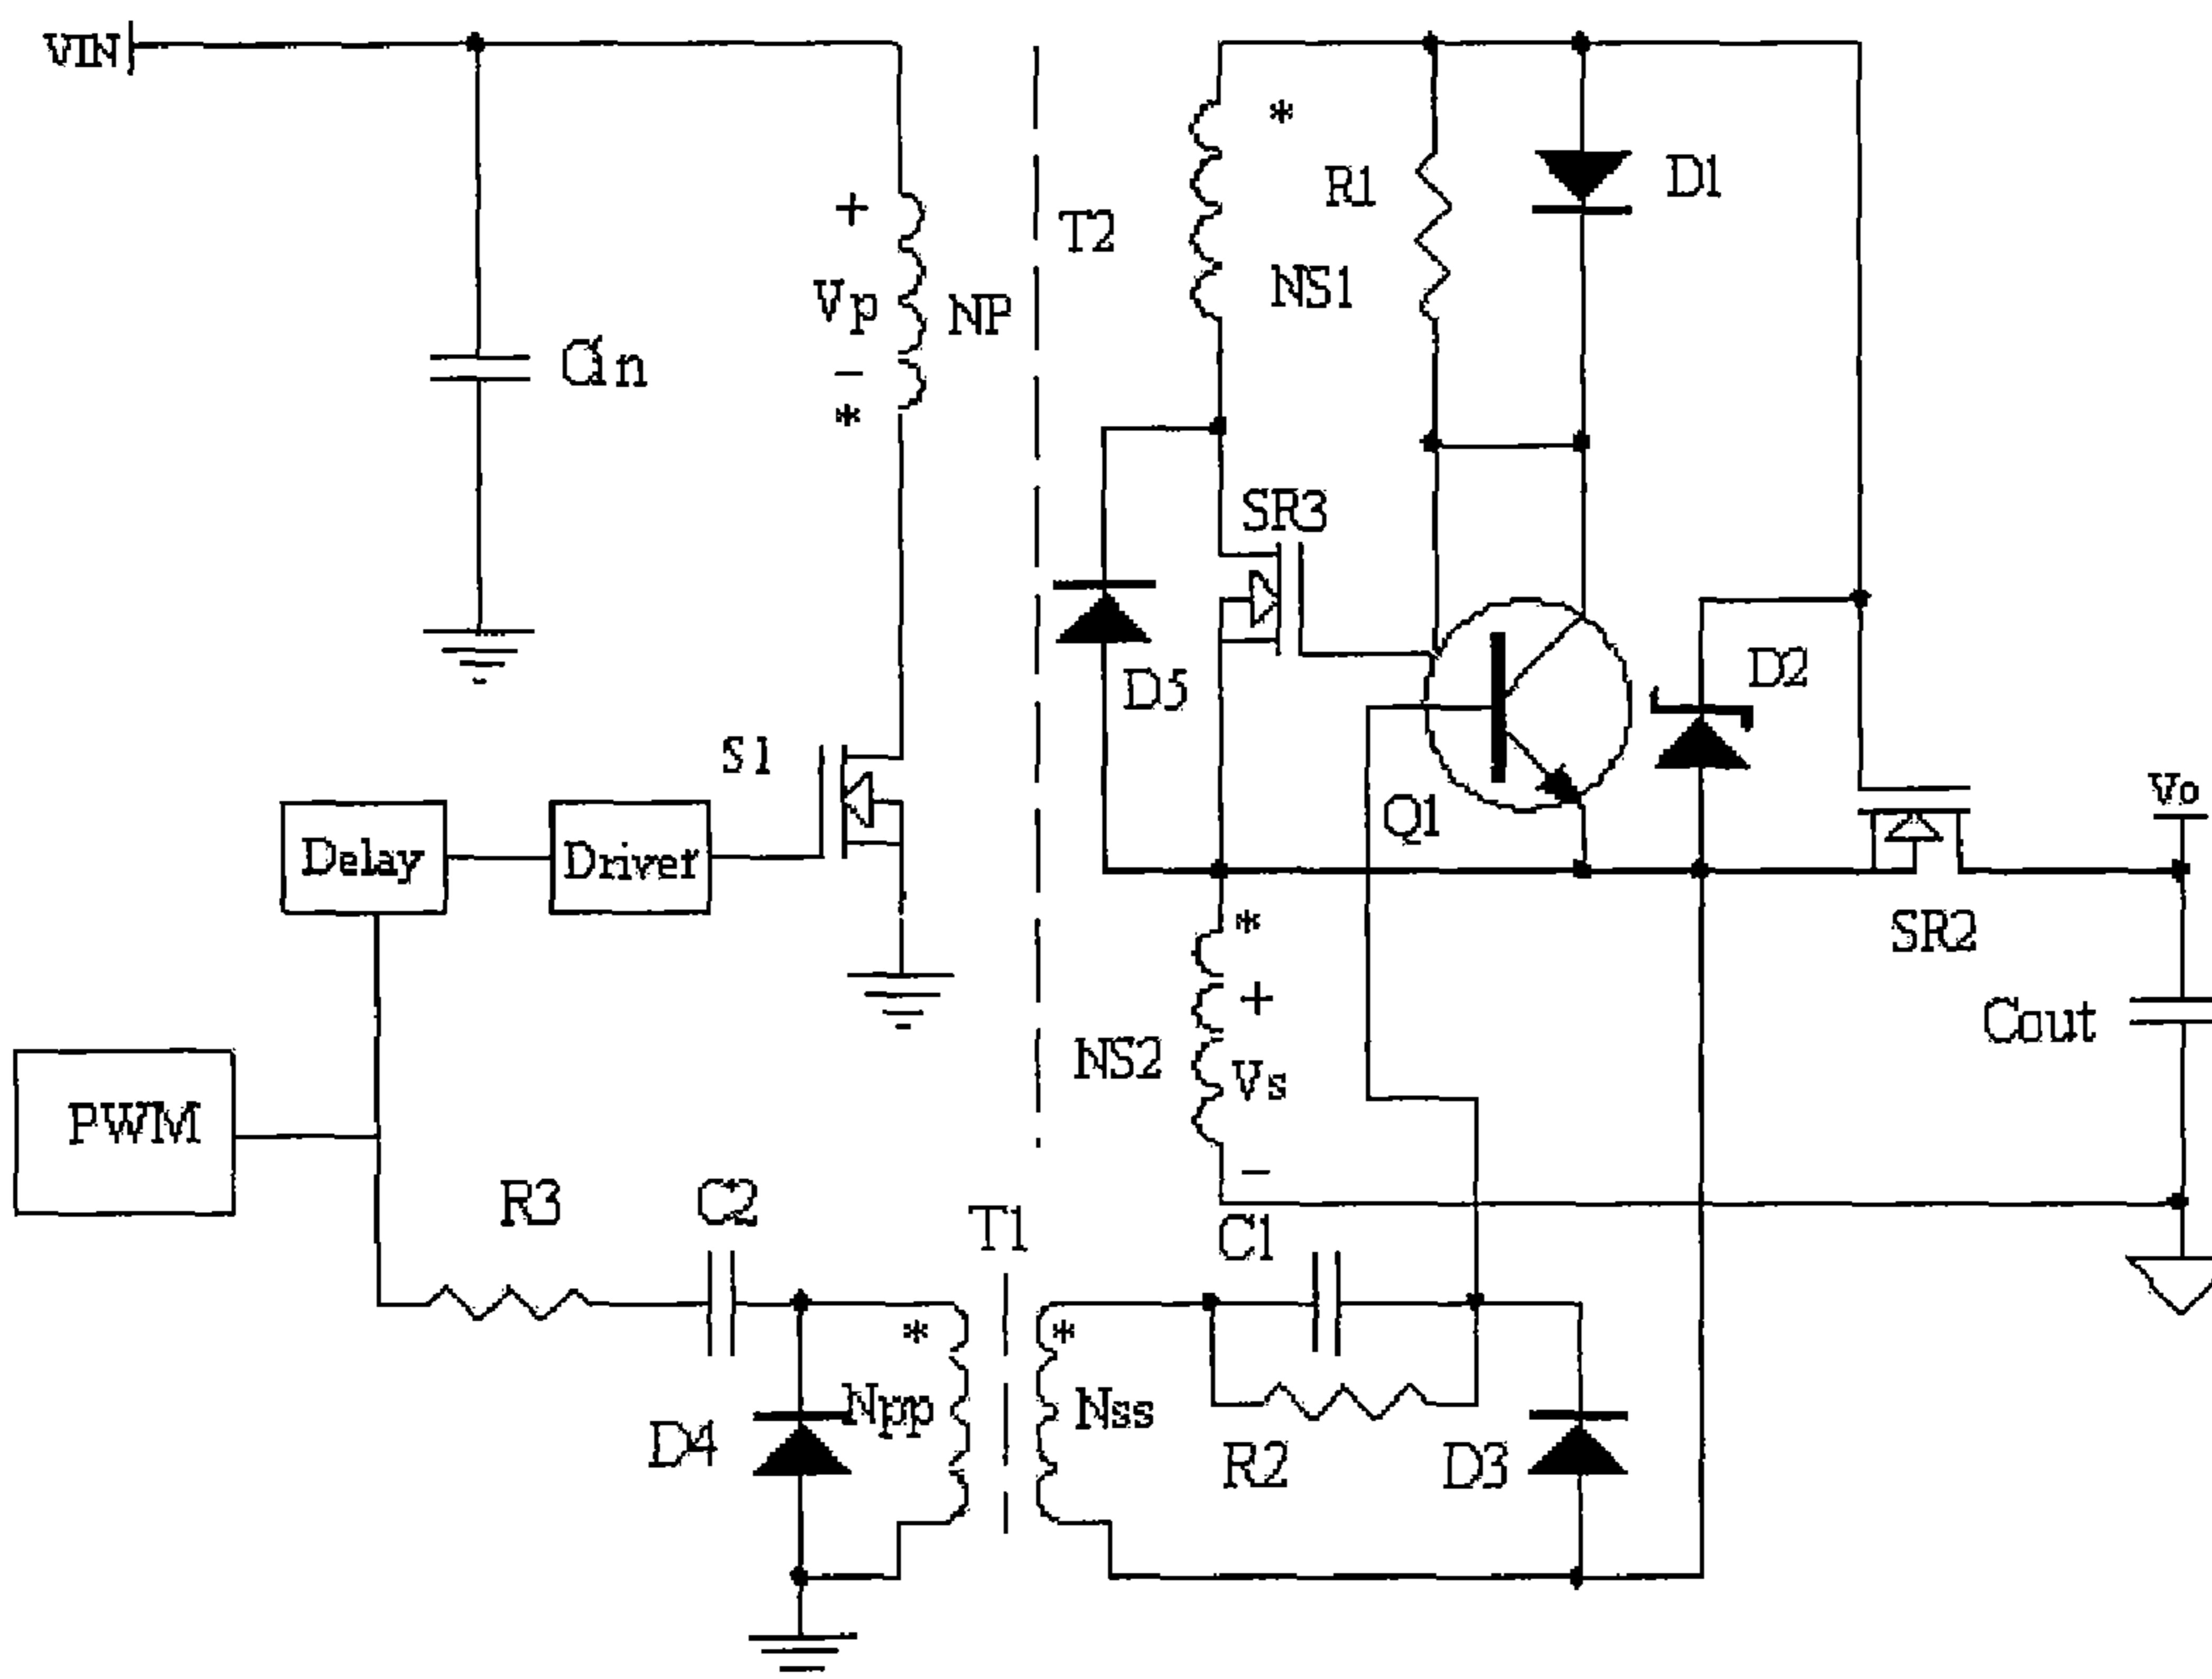 VIN
*
R1
D1
+
T2
Vp
NP
NS1
Cin
-
*
SR3
D5
D2
S1
Q1
Vo
Delay
Driver
*
SR2
+
NS2
Vs
Cout
PWM
-
R3
C2
T1
C1
*
*
Npp
Nss
D4
R2
D3